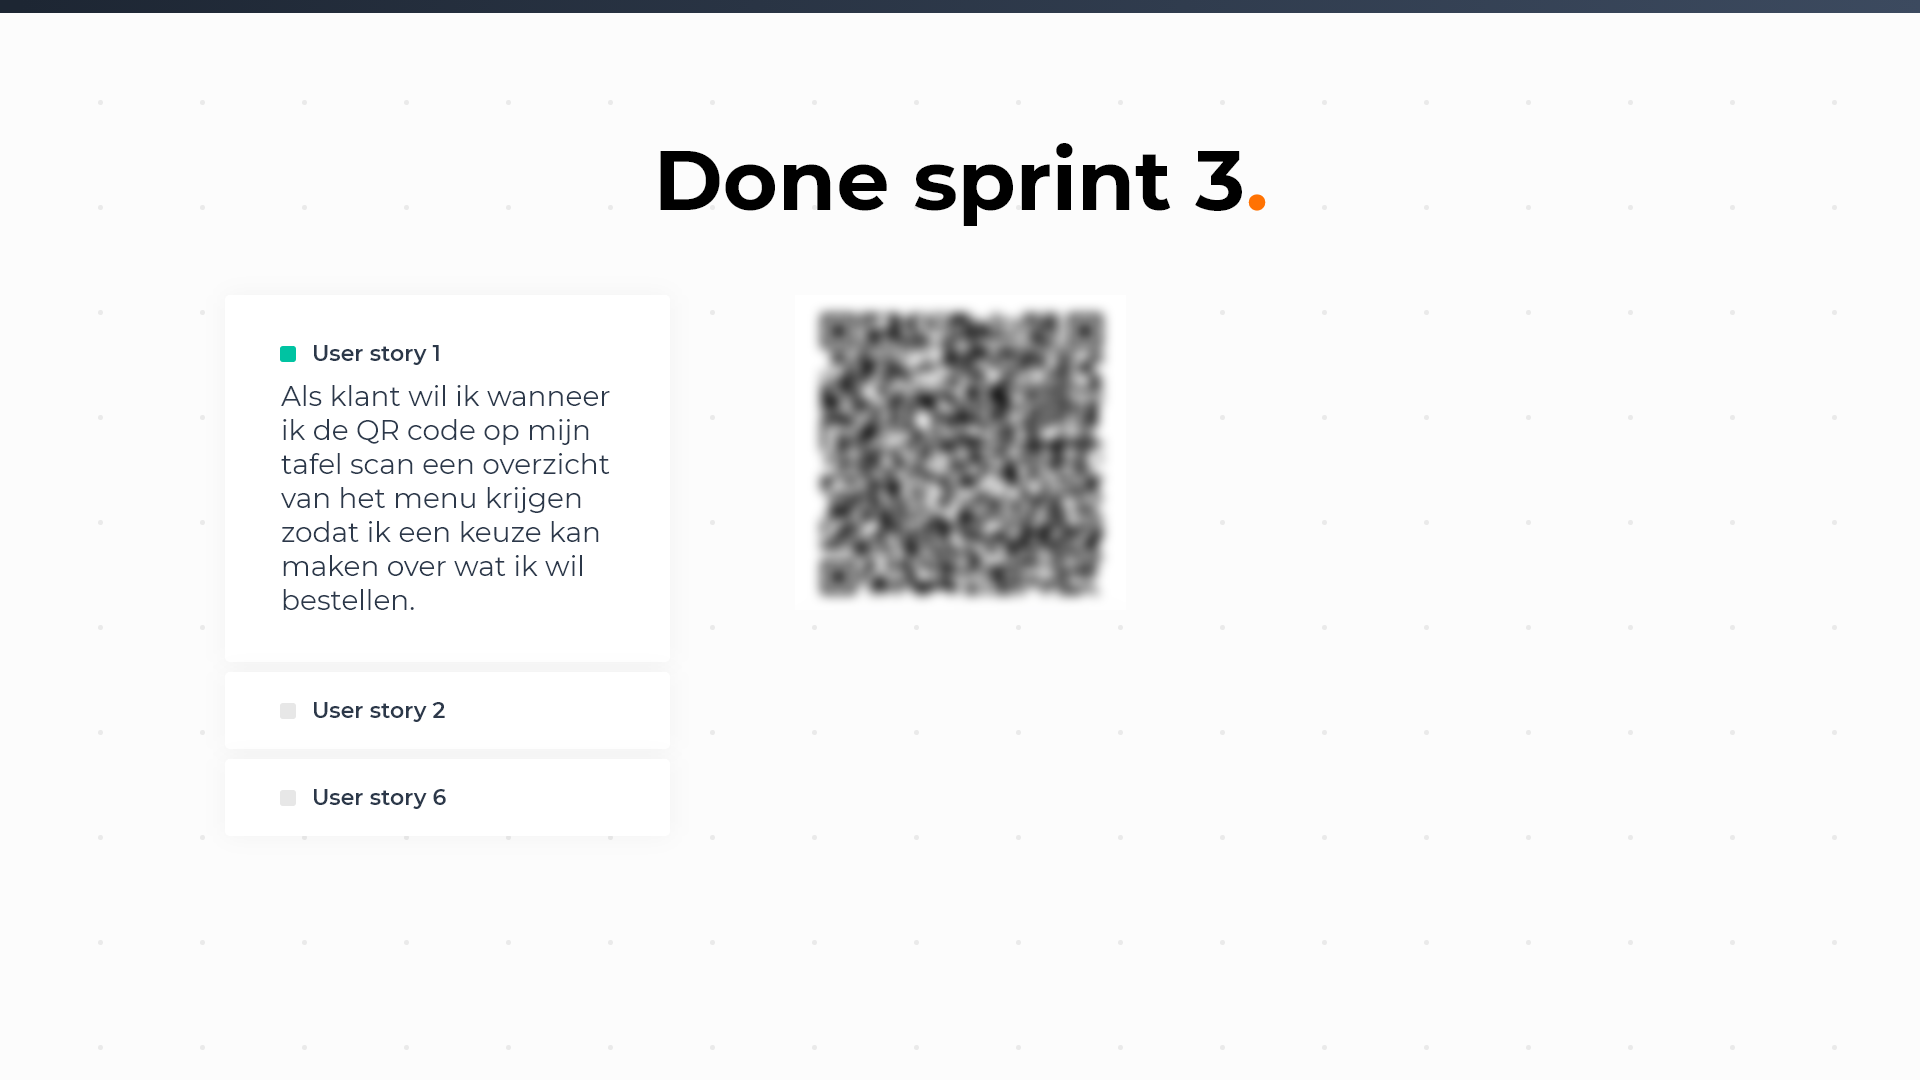 Done sprint 3.
User story 1
Als klant wil ik wanneer
ik de QR code op mijn
tafel scan een overzicht
van het menu krijgen
zodat ik een keuze kan
maken over wat ik wil
bestellen.
User story 2
User story 6